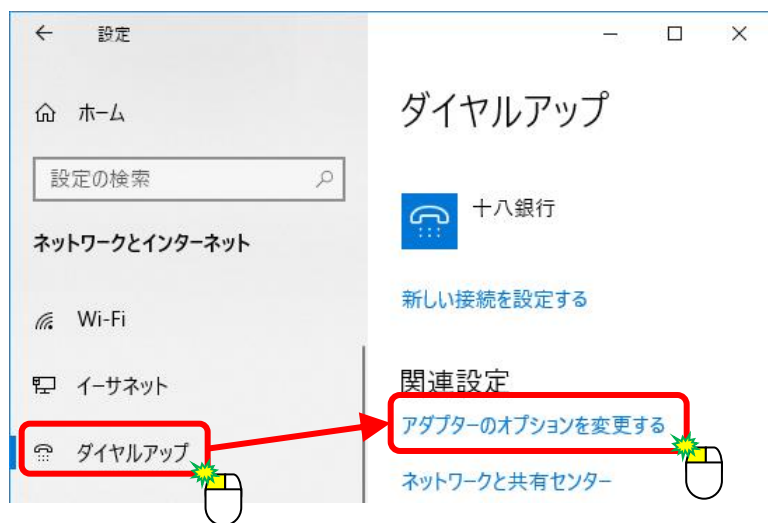 設定
ホーム
設定の検索
ネットワークとインターネット
Wi-Fi
イーサネット
ダイヤルアップ
ダイヤルアップ
十八銀行
新しい接続を設定する
関連設定
アダプターのオプションを変更する
ネットワークと共有センター